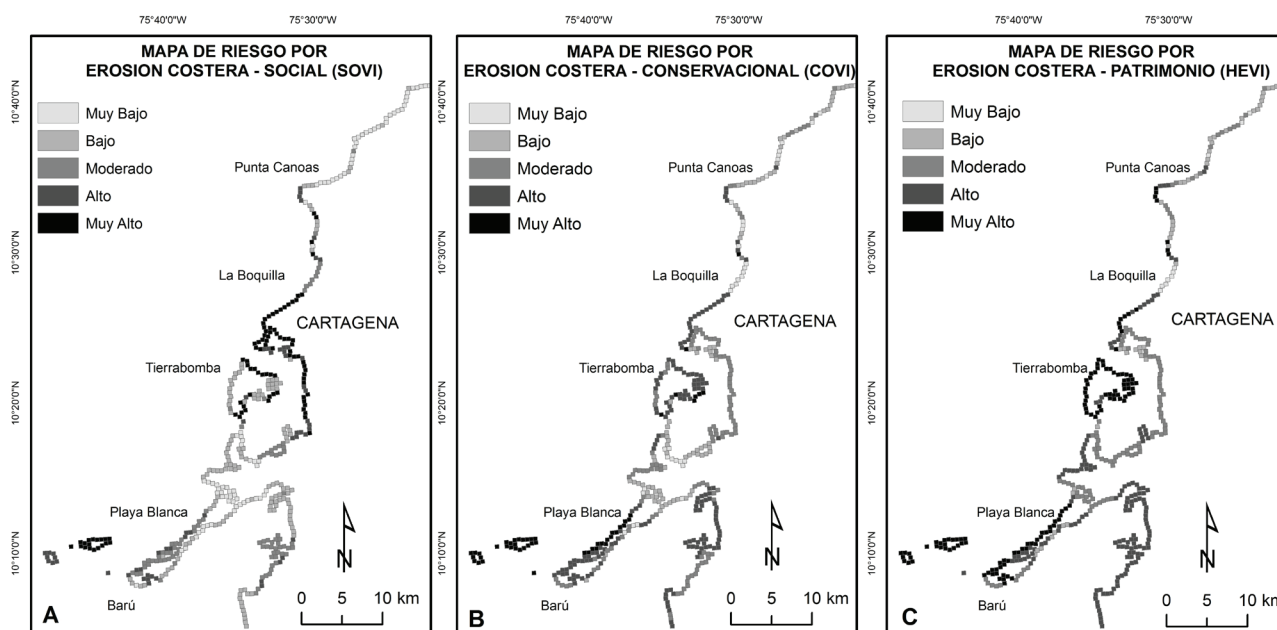 75°40'0"W
75°30'0"W
75°40'0"W
75°30'0"W
75°40'0"W
75°30'0"W
MAPA DE RIESGO POR
EROSION COSTERA - SOCIAL (SOVI)
10°40'0"N
10°30'0"N
10°20'0"N
10°10'0"N
Muy Bajo
Bajo
Moderado
Alto
Muy Alto
Punta Canoas
La Boquilla
CARTAGENA
Tierrabomba
Playa Blanca
Barú
N
A
0 5 10 km
MAPA DE RIESGO POR
EROSION COSTERA - CONSERVACIONAL (COVI)
10°40'0"N
10°30'0"N
10°20'0"N
10°10'0"N
Muy Bajo
Bajo
Moderado
Alto
Muy Alto
Punta Canoas
La Boquilla
CARTAGENA
Tierrabomba
Playa Blanca
Barú
N
B
0 5 10 km
MAPA DE RIESGO POR
EROSION COSTERA - PATRIMONIO (HEVI)
10°40'0"N
10°30'0"N
10°20'0"N
10°10'0"N
Muy Bajo
Bajo
Moderado
Alto
Muy Alto
Punta Canoas
La Boquilla
CARTAGENA
Tierrabomba
Playa Blanca
Barú
N
C
0 5 10 km